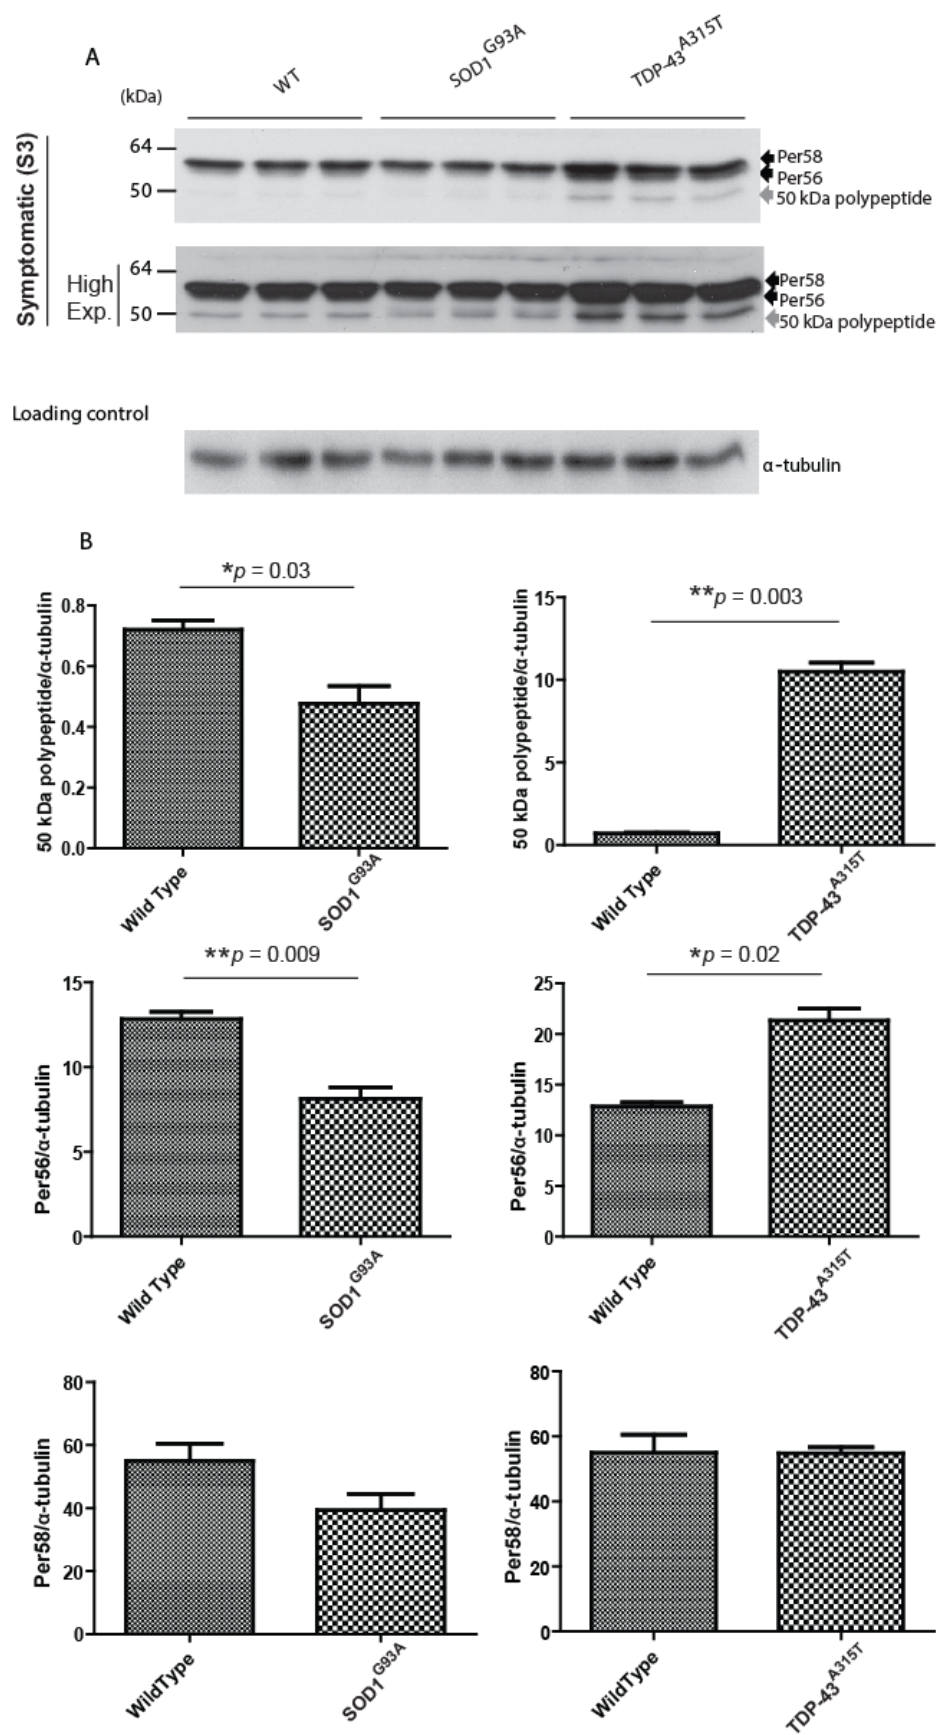 A
WT
SOD1G93A
TDP-43A315T
(kDa)
Symptomatic (S3)
64
50
Per58
Per56
50 kDa polypeptide
High
Exp.
64
50
Per58
Per56
50 kDa polypeptide
Loading control
α-tubulin
B
*p = 0.03
50 kDa polypeptide/α-tubulin
0.8
0.6
0.4
0.2
0.0
Wild Type
SOD1G93A
**p = 0.003
50 kDa polypeptide/α-tubulin
15
10
5
0
Wild Type
TDP-43A315T
**p = 0.009
Per56/α-tubulin
15
10
5
0
Wild Type
SOD1G93A
*p = 0.02
Per56/α-tubulin
25
20
15
10
5
0
Wild Type
TDP-43A315T
Per58/α-tubulin
80
60
40
20
0
WildType
SOD1G93A
Per58/α-tubulin
80
60
40
20
0
WildType
TDP-43A315T